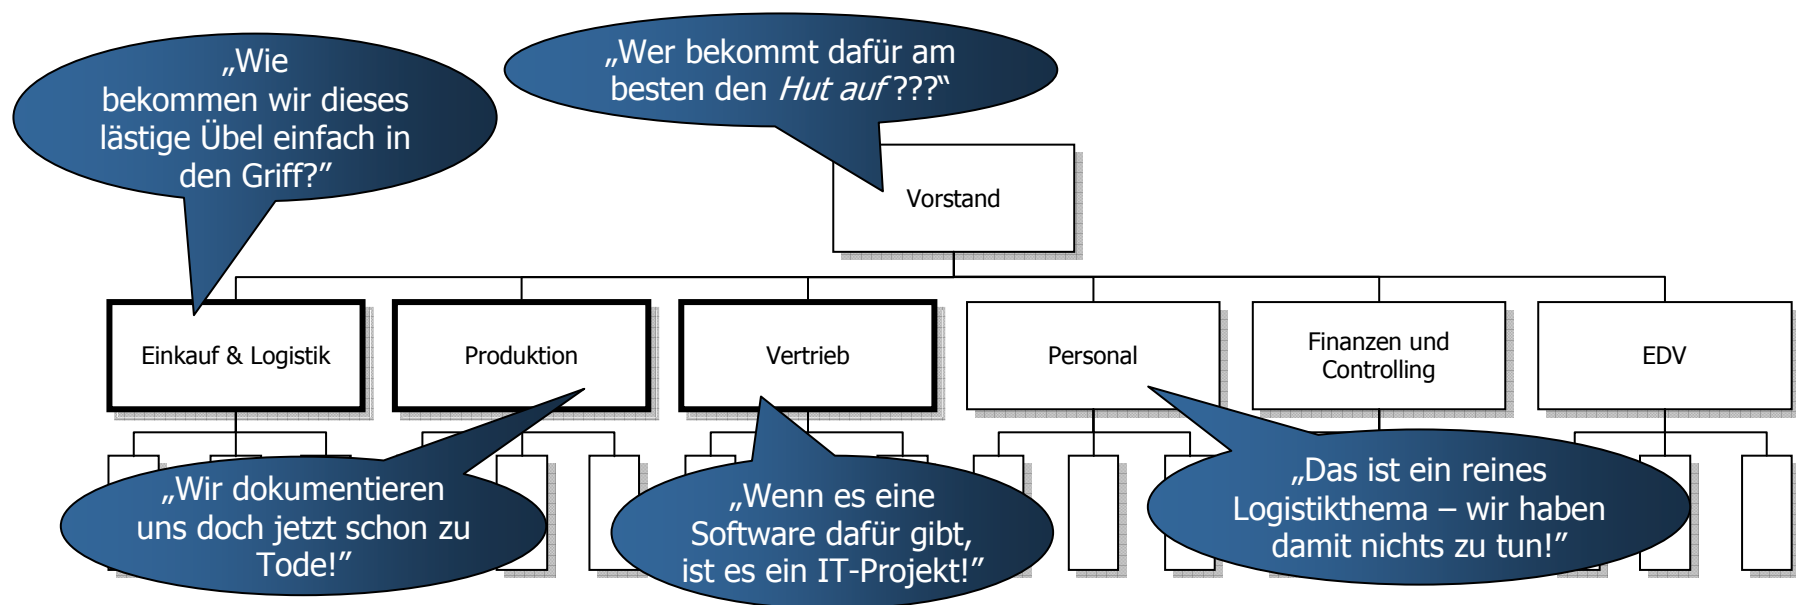 „Wie
bekommen wir dieses
lästige Übel einfach in
den Griff?”
„Wer bekommt dafür am
besten den Hut auf ???“
Vorstand
Einkauf & Logistik
Produktion
Vertrieb
Personal
Finanzen und
Controlling
EDV
„Wir dokumentieren
uns doch jetzt schon zu
Tode!”
„Wenn es eine
Software dafür gibt,
ist es ein IT-Projekt!”
„Das ist ein reines
Logistikthema – wir haben
damit nichts zu tun!”